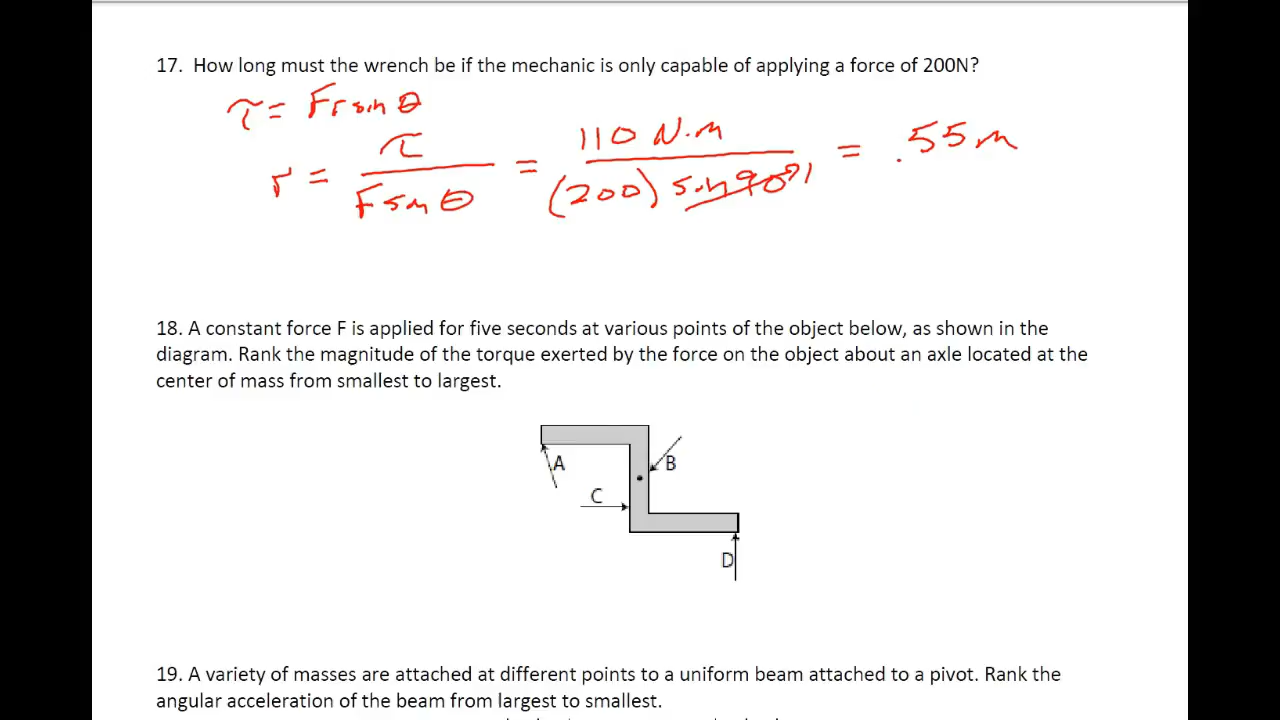 17. How long must the wrench be if the mechanic is only capable of applying a force of 200N?
τ = Fr sin θ
r = τ / F sin θ = 110 N·m / (200) sin 90° 1 = .55 m
18. A constant force F is applied for five seconds at various points of the object below, as shown in the
diagram. Rank the magnitude of the torque exerted by the force on the object about an axle located at the
center of mass from smallest to largest.
A
B
C
D
19. A variety of masses are attached at different points to a uniform beam attached to a pivot. Rank the
angular acceleration of the beam from largest to smallest.